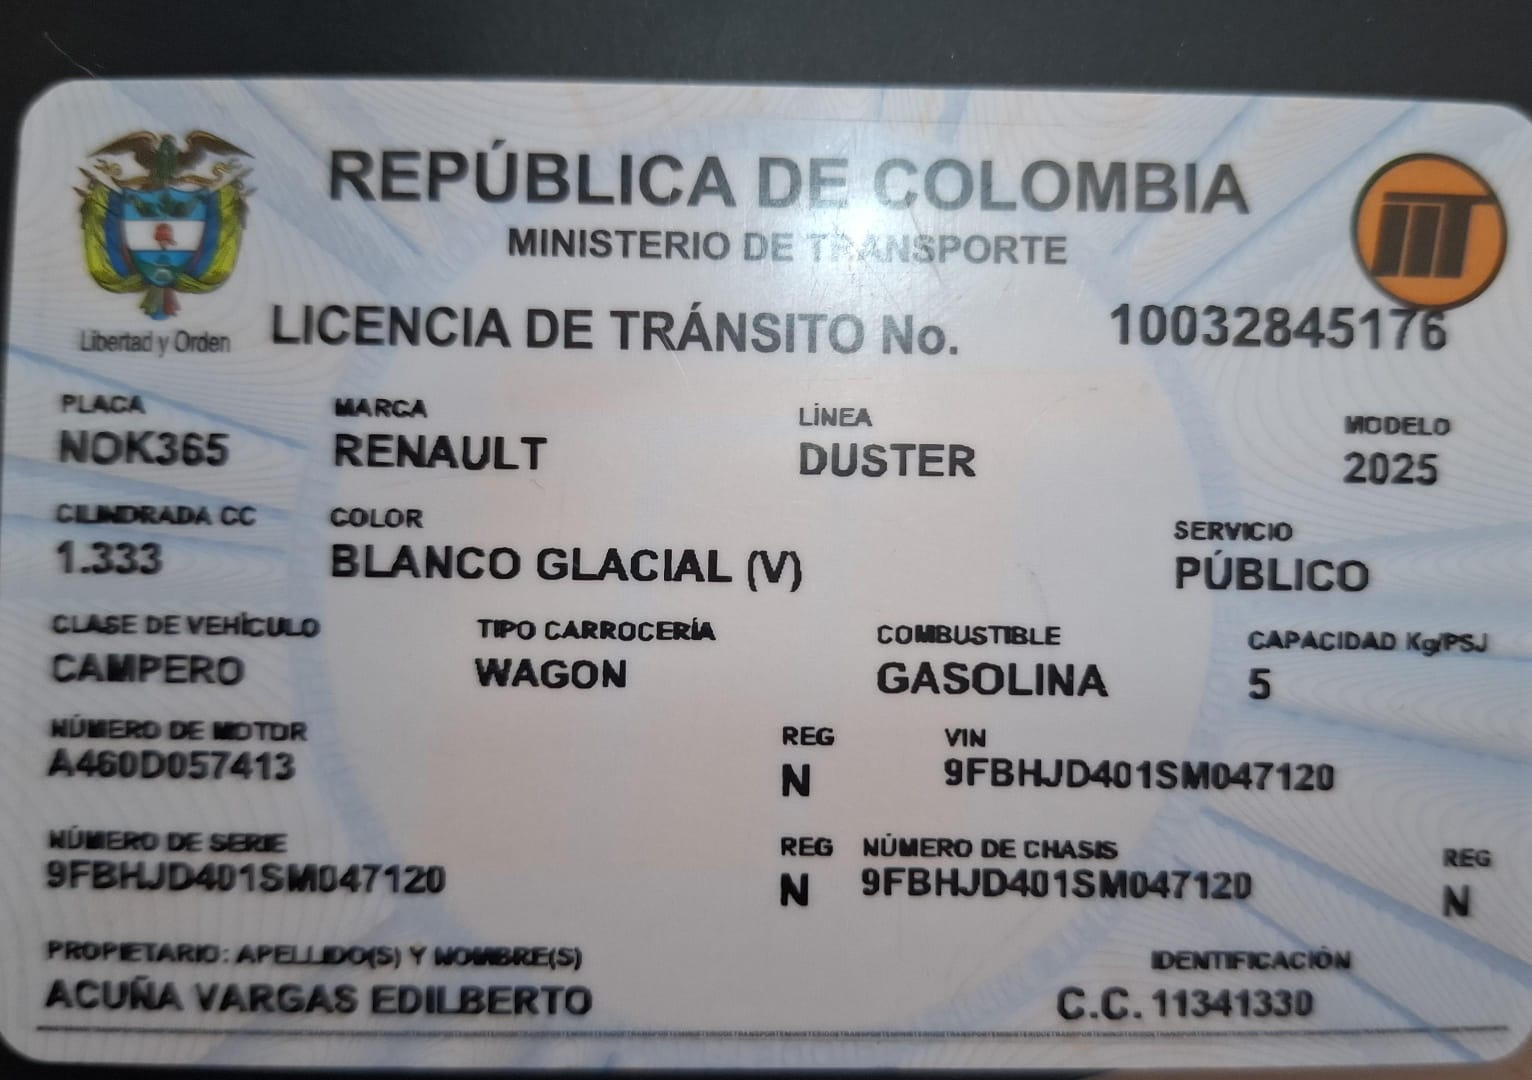 REPÚBLICA DE COLOMBIA
MINISTERIO DE TRANSPORTE
Libertad y Orden
LICENCIA DE TRÁNSITO No. 10032845176
PLACA MARCA LÍNEA MODELO
NOK365 RENAULT DUSTER 2025
CILINDRADA CC COLOR SERVICIO
1.333 BLANCO GLACIAL (V) PÚBLICO
CLASE DE VEHÍCULO TIPO CARROCERÍA COMBUSTIBLE CAPACIDAD Kg/PSJ
CAMPERO WAGON GASOLINA 5
NÚMERO DE MOTOR REG VIN
A460D057413 N 9FBHJD401SM047120
NÚMERO DE SERIE REG NÚMERO DE CHASIS REG
9FBHJD401SM047120 N 9FBHJD401SM047120 N
PROPIETARIO: APELLIDO(S) Y NOMBRE(S) IDENTIFICACIÓN
ACUÑA VARGAS EDILBERTO C.C. 11341330